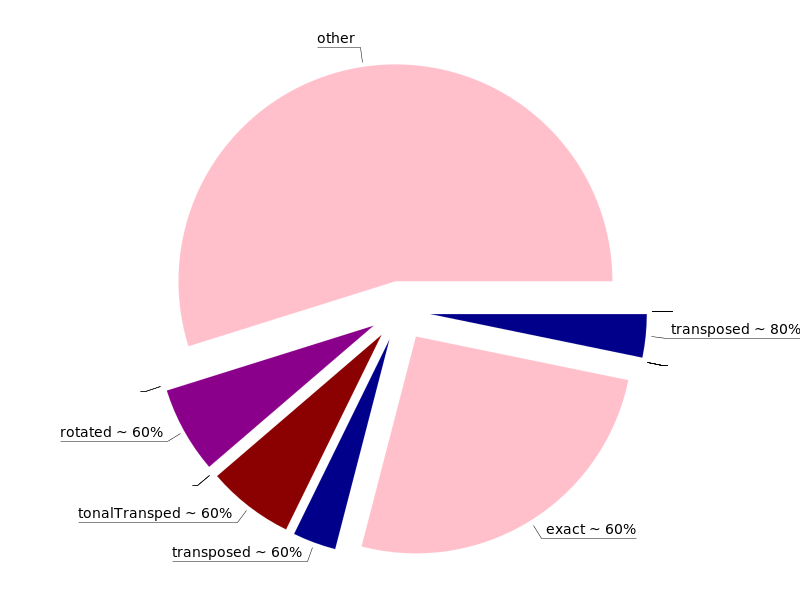 other
transposed ~ 80%
rotated ~ 60%
tonalTransped ~ 60%
exact ~ 60%
transposed ~ 60%